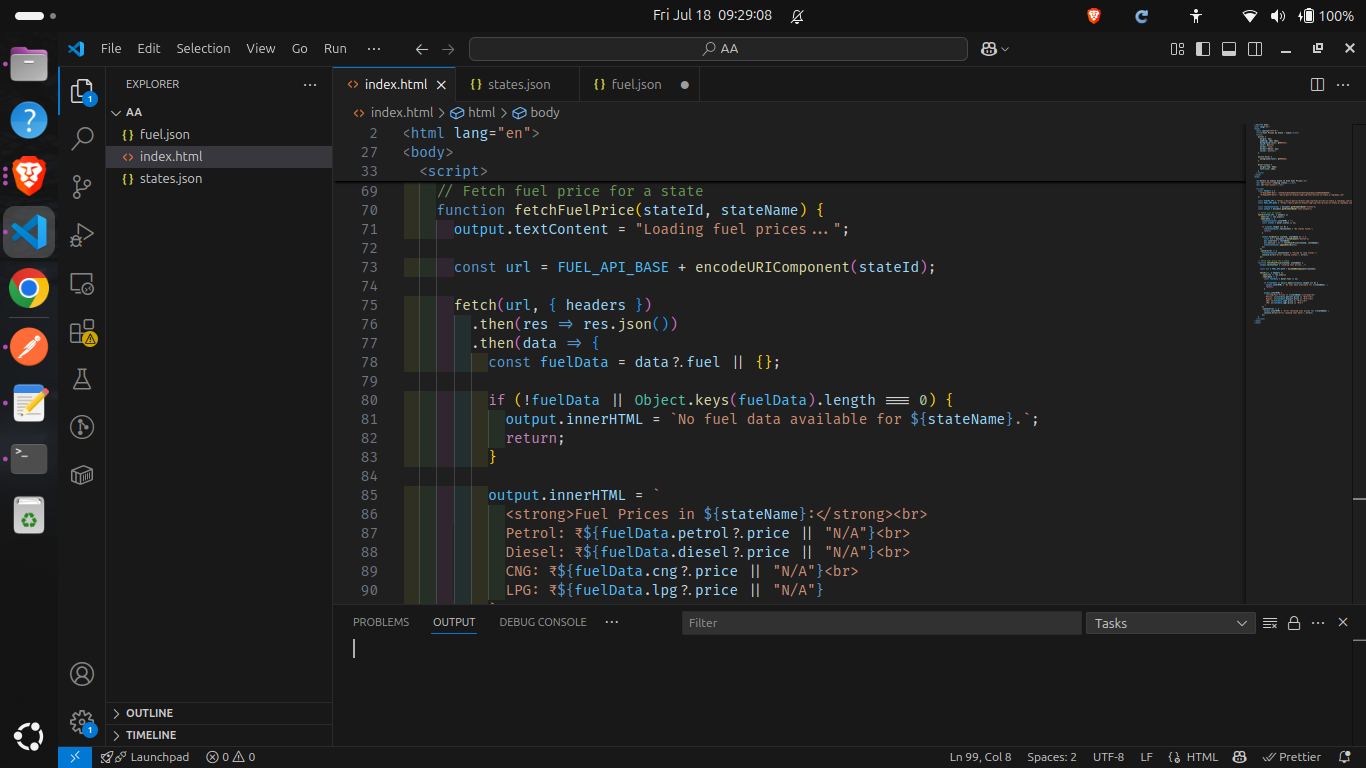 Fri Jul 18 09:29:08
100%
File Edit Selection View Go Run ...
AA
EXPLORER
AA
{} fuel.json
<> index.html
{} states.json
OUTLINE
TIMELINE
<> index.html
{} states.json
{} fuel.json
<> index.html > html > body
2 <html lang="en">
27 <body>
33 <script>
69 // Fetch fuel price for a state
70 function fetchFuelPrice(stateId, stateName) {
71 output.textContent = "Loading fuel prices...";
72
73 const url = FUEL_API_BASE + encodeURIComponent(stateId);
74
75 fetch(url, { headers })
76 .then(res => res.json())
77 .then(data => {
78 const fuelData = data?.fuel || {};
79
80 if (!fuelData || Object.keys(fuelData).length === 0) {
81 output.innerHTML = `No fuel data available for ${stateName}.`;
82 return;
83 }
84
85 output.innerHTML = `
86 <strong>Fuel Prices in ${stateName}:</strong><br>
87 Petrol: ₹${fuelData.petrol?.price || "N/A"}<br>
88 Diesel: ₹${fuelData.diesel?.price || "N/A"}<br>
89 CNG: ₹${fuelData.cng?.price || "N/A"}<br>
90 LPG: ₹${fuelData.lpg?.price || "N/A"}
PROBLEMS OUTPUT DEBUG CONSOLE ...
Filter
Tasks
1
1
Launchpad
0 0
Ln 99, Col 8
Spaces: 2
UTF-8
LF
{} HTML
Prettier